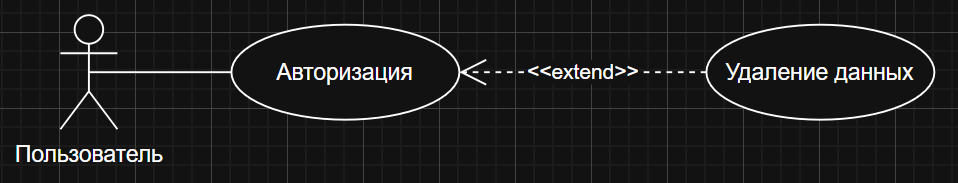 Авторизация
<<extend>>
Удаление данных
Пользователь